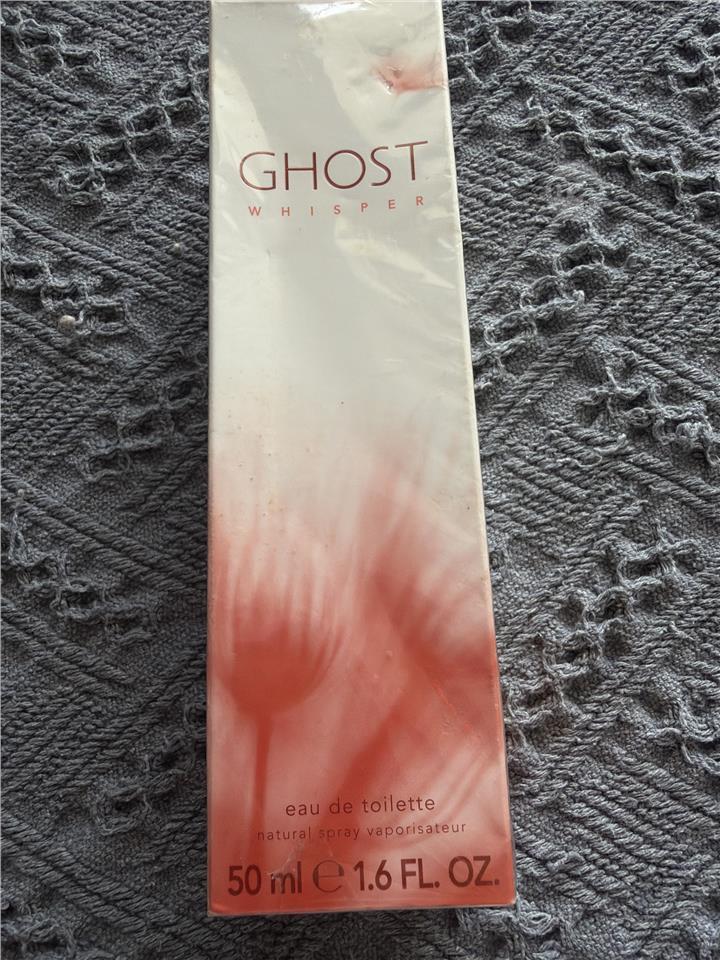 GHOST
WHISPER
eau de toilette
natural spray vaporisateur
50 ml e 1.6 FL. OZ.